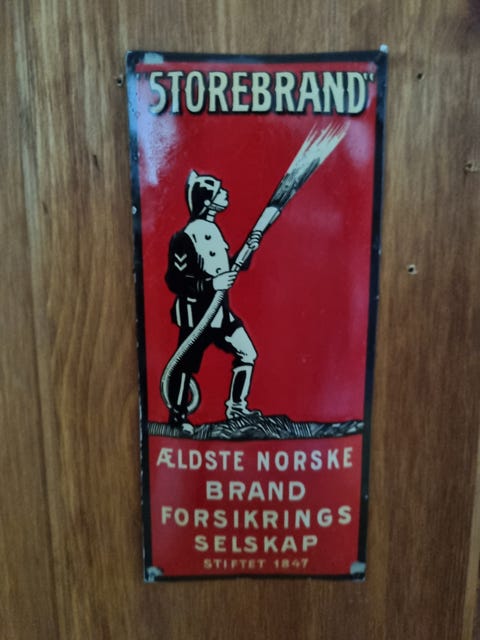 "STOREBRAND"
ÆLDSTE NORSKE
BRAND
FORSIKRINGS
SELSKAP
STIFTET 1847